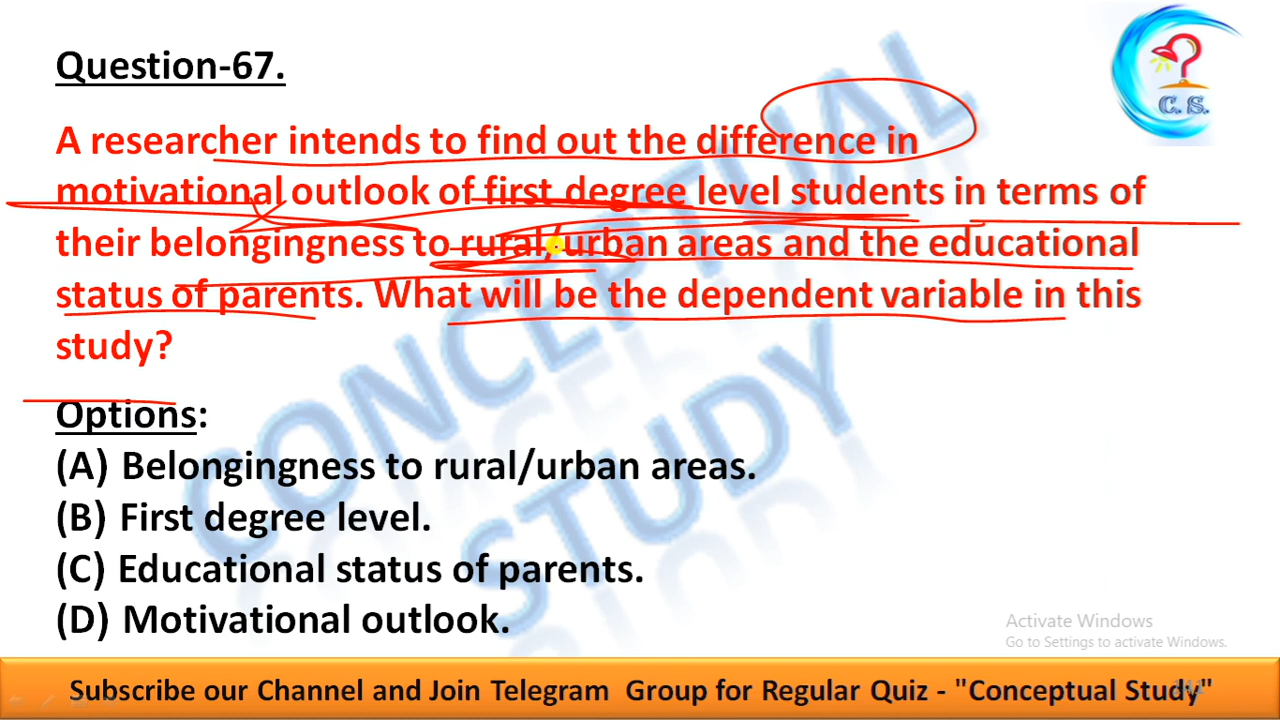 Question-67.
C. S.
A researcher intends to find out the difference in
motivational outlook of first degree level students in terms of
their belongingness to rural/urban areas and the educational
status of parents. What will be the dependent variable in this
study?
Options:
(A) Belongingness to rural/urban areas.
(B) First degree level.
(C) Educational status of parents.
(D) Motivational outlook.
CONCEPTUAL
STUDY
Activate Windows
Go to Settings to activate Windows.
Subscribe our Channel and Join Telegram Group for Regular Quiz - "Conceptual Study"